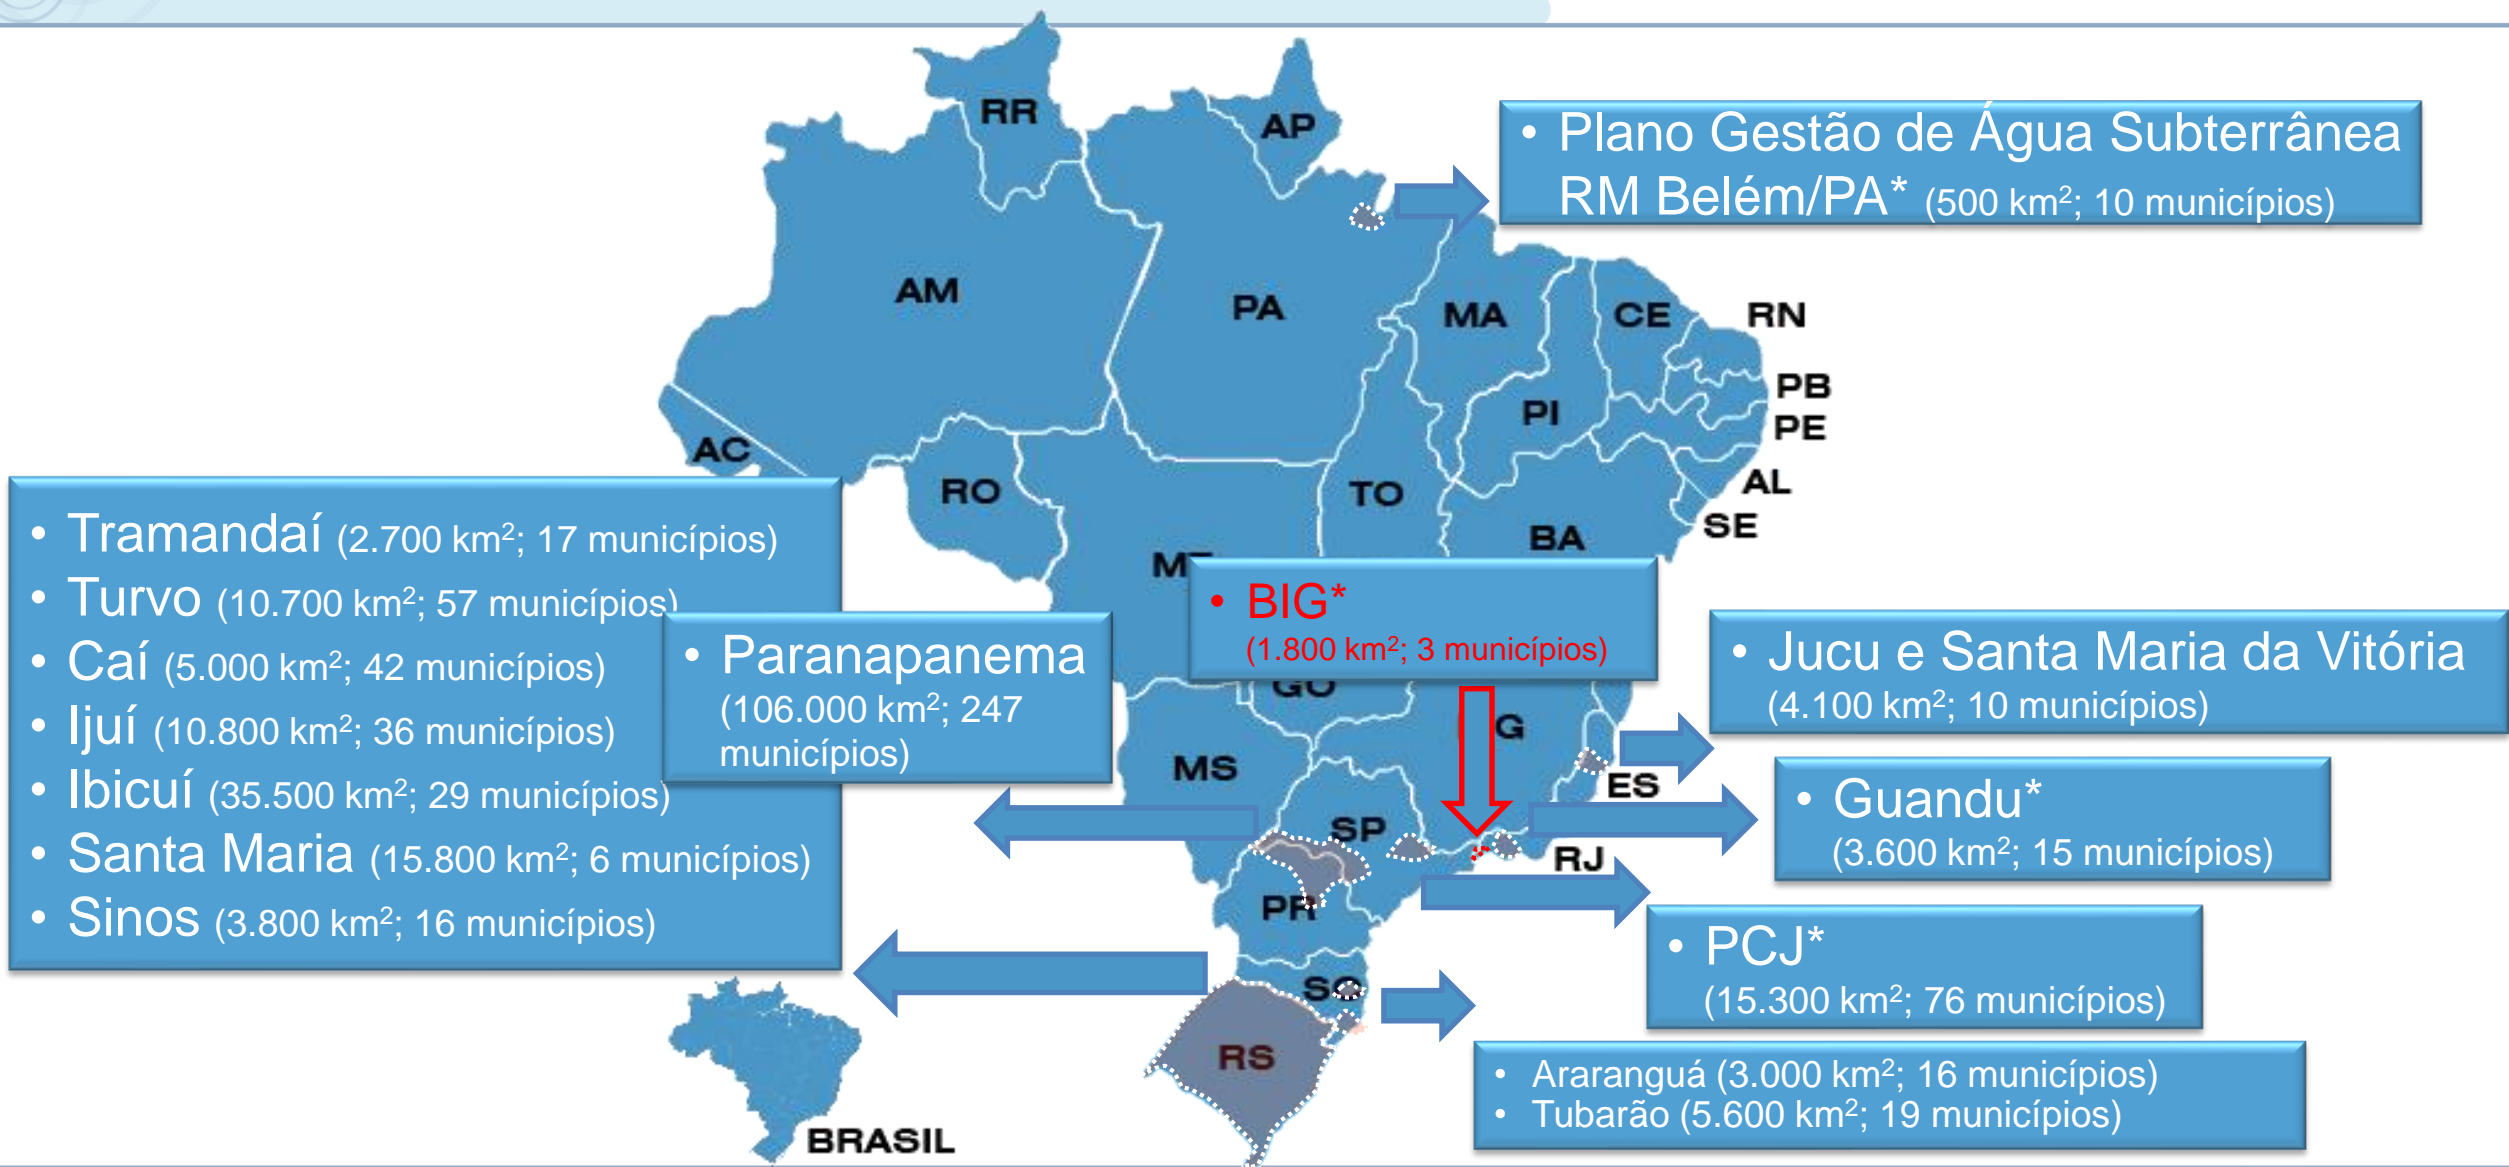 RR
AP
• Plano Gestão de Água Subterrânea
RM Belém/PA* (500 km²; 10 municípios)
AM
PA
MA
CE
RN
PB
PI
PE
AC
AL
RO
TO
SE
BA
• Tramandaí (2.700 km²; 17 municípios)
• Turvo (10.700 km²; 57 municípios)
• Caí (5.000 km²; 42 municípios)
• Ijuí (10.800 km²; 36 municípios)
• Ibicuí (35.500 km²; 29 municípios)
• Santa Maria (15.800 km²; 6 municípios)
• Sinos (3.800 km²; 16 municípios)
• Paranapanema
(106.000 km²; 247
municípios)
• BIG*
(1.800 km²; 3 municípios)
• Jucu e Santa Maria da Vitória
(4.100 km²; 10 municípios)
GO
G
MS
ES
• Guandu*
(3.600 km²; 15 municípios)
SP
RJ
PR
• PCJ*
(15.300 km²; 76 municípios)
SC
RS
• Araranguá (3.000 km²; 16 municípios)
• Tubarão (5.600 km²; 19 municípios)
BRASIL